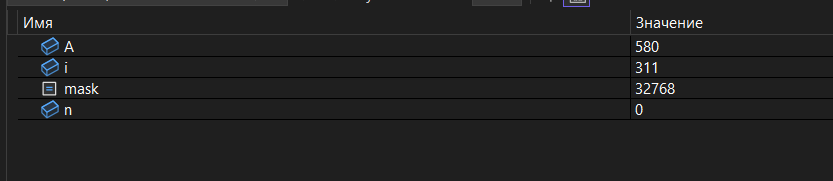 Имя Значение
A 580
i 311
mask 32768
n 0